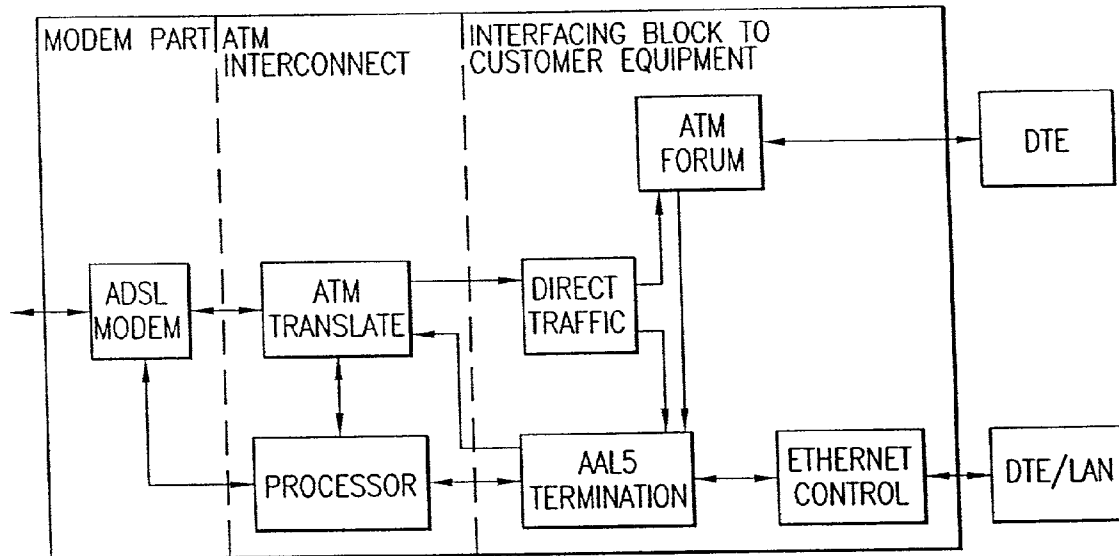 MODEM PART
ATM
INTERCONNECT
INTERFACING BLOCK TO
CUSTOMER EQUIPMENT
ATM
FORUM
DTE
ADSL
MODEM
ATM
TRANSLATE
DIRECT
TRAFFIC
PROCESSOR
AAL5
TERMINATION
ETHERNET
CONTROL
DTE/LAN